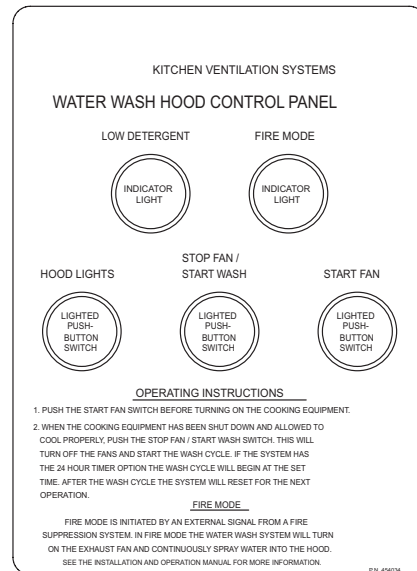 KITCHEN VENTILATION SYSTEMS
WATER WASH HOOD CONTROL PANEL
LOW DETERGENT
FIRE MODE
INDICATOR
LIGHT
INDICATOR
LIGHT
HOOD LIGHTS
STOP FAN /
START WASH
START FAN
LIGHTED
PUSH-
BUTTON
SWITCH
LIGHTED
PUSH-
BUTTON
SWITCH
LIGHTED
PUSH-
BUTTON
SWITCH
OPERATING INSTRUCTIONS
1. PUSH THE START FAN SWITCH BEFORE TURNING ON THE COOKING EQUIPMENT.
2. WHEN THE COOKING EQUIPMENT HAS BEEN SHUT DOWN AND ALLOWED TO
COOL PROPERLY, PUSH THE STOP FAN / START WASH SWITCH. THIS WILL
TURN OFF THE FANS AND START THE WASH CYCLE. IF THE SYSTEM HAS
THE 24 HOUR TIMER OPTION THE WASH CYCLE WILL BEGIN AT THE SET
TIME. AFTER THE WASH CYCLE THE SYSTEM WILL RESET FOR THE NEXT
OPERATION.
FIRE MODE
FIRE MODE IS INITIATED BY AN EXTERNAL SIGNAL FROM A FIRE
SUPPRESSION SYSTEM. IN FIRE MODE THE WATER WASH SYSTEM WILL TURN
ON THE EXHAUST FAN AND CONTINUOUSLY SPRAY WATER INTO THE HOOD.
SEE THE INSTALLATION AND OPERATION MANUAL FOR MORE INFORMATION.
P.N. 454034